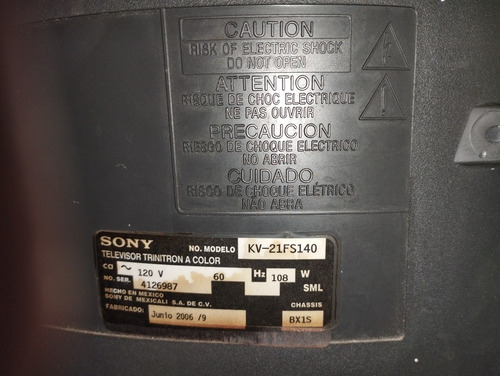 CAUTION
RISK OF ELECTRIC SHOCK
DO NOT OPEN
ATTENTION
RISQUE DE CHOC ELECTRIQUE
NE PAS OUVRIR
PRECAUCION
RIESGO DE CHOQUE ELECTRICO
NO ABRIR
CUIDADO
RIESGO DE CHOQUE ELÉTRICO
NÃO ABRA
SONY NO. MODELO KV-21FS140
TELEVISOR TRINITRON A COLOR
ca ~ 120 V 60 Hz 108 W
NO. SER. 4126987 SML
HECHO EN MEXICO
SONY DE MEXICALI S.A. DE C.V. CHASSIS
FABRICADO: Junio 2006 /9 BX1S